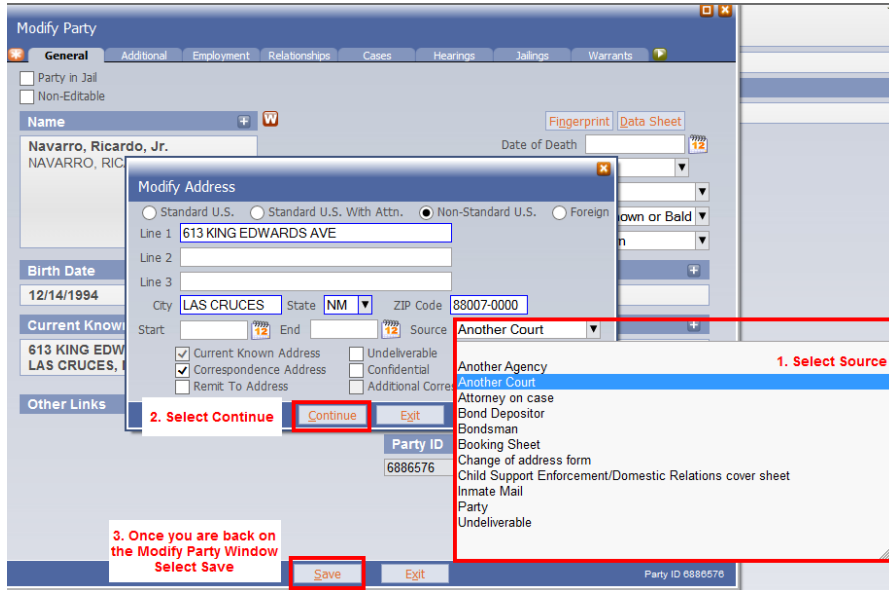 Modify Party
General Additional Employment Relationships Cases Hearings Jailings Warrants
Party in Jail
Non-Editable
Name
W
Fingerprint Data Sheet
Navarro, Ricardo, Jr.
Date of Death
12
NAVARRO, RIC
Modify Address
Standard U.S. Standard U.S. With Attn. Non-Standard U.S. Foreign
own or Bald
Line 1 613 KING EDWARDS AVE
n
Line 2
Birth Date
Line 3
12/14/1994
City LAS CRUCES State NM ZIP Code 88007-0000
Current Know
Start 12 End 12 Source Another Court
613 KING EDW
LAS CRUCES,
Current Known Address Undeliverable
Correspondence Address Confidential
Remit To Address Additional Corres
Another Agency
1. Select Source
Another Court
Attorney on case
Bond Depositor
Bondsman
Booking Sheet
Change of address form
Child Support Enforcement/Domestic Relations cover sheet
Inmate Mail
Party
Undeliverable
Other Links
2. Select Continue
Continue Exit
Party ID
6886576
3. Once you are back on
the Modify Party Window
Select Save
Save Exit
Party ID 6886576